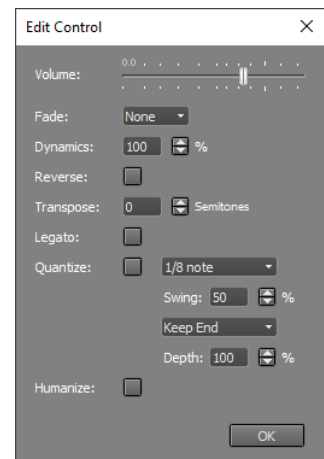 Edit Control
0.0
Volume:
Fade: None
Dynamics: 100 %
Reverse:
Transpose: 0 Semitones
Legato:
Quantize: 1/8 note
Swing: 50 %
Keep End
Depth: 100 %
Humanize:
OK